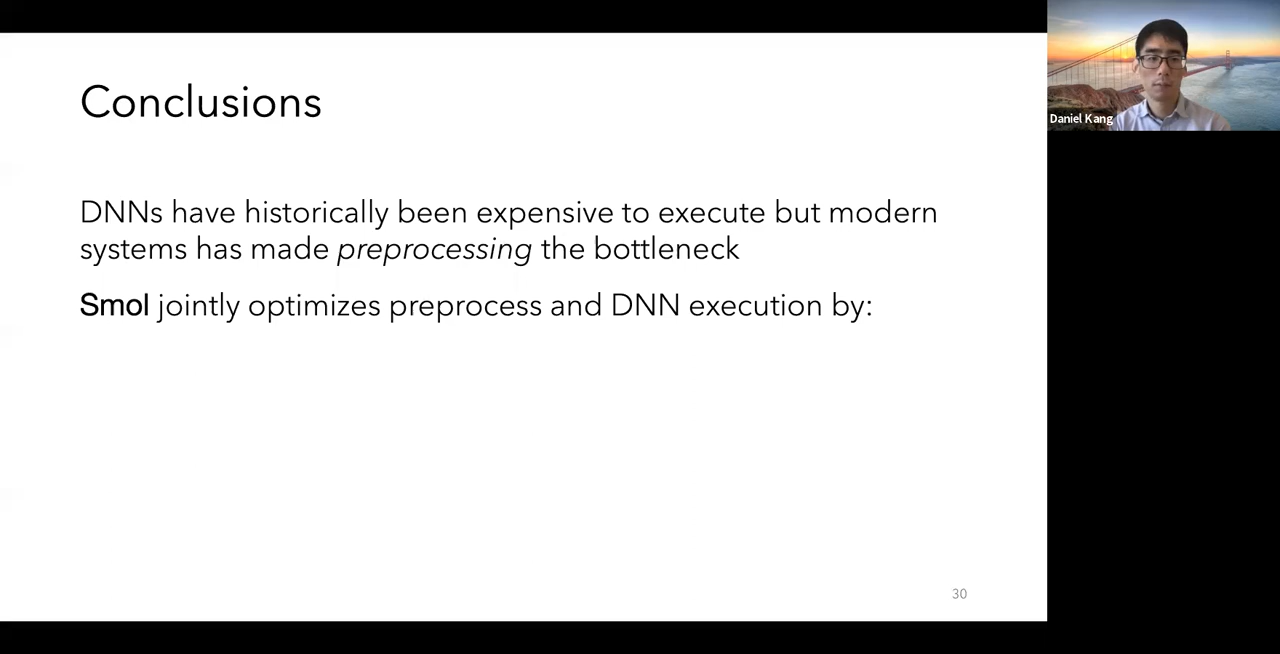 Conclusions
DNNs have historically been expensive to execute but modern
systems has made preprocessing the bottleneck
Smol jointly optimizes preprocess and DNN execution by:
30
Daniel Kang